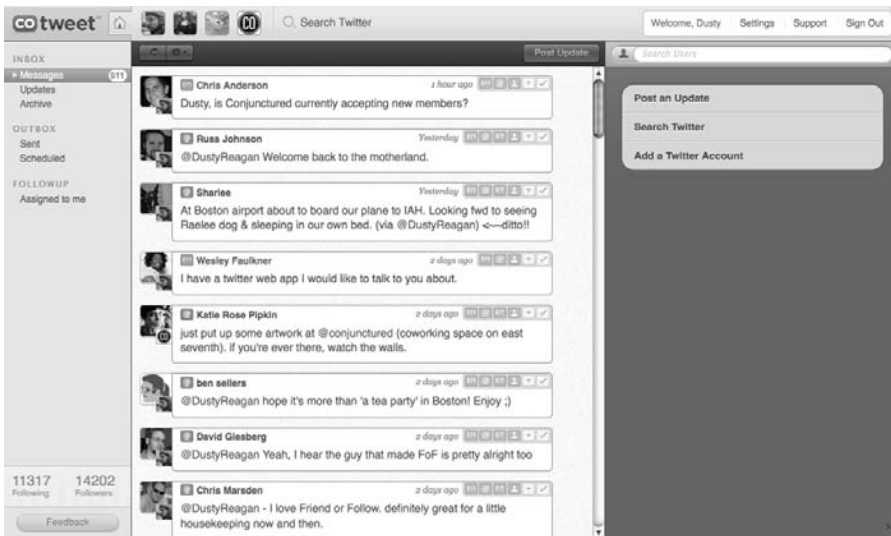 cotweet
CO
Search Twitter
Welcome, Dusty
Settings
Support
Sign Out
INBOX
Messages
511
Updates
Archive
OUTBOX
Sent
Scheduled
FOLLOWUP
Assigned to me
11317
Following
14202
Followers
Feedback
Post Update
Chris Anderson
1 hour ago
Dusty, is Conjunctured currently accepting new members?
Russ Johnson
Yesterday
@DustyReagan Welcome back to the motherland.
Sharlee
Yesterday
At Boston airport about to board our plane to IAH. Looking fwd to seeing
Raelee dog & sleeping in our own bed. (via @DustyReagan) <---ditto!!
Wesley Faulkner
2 days ago
I have a twitter web app I would like to talk to you about.
Katie Rose Pipkin
2 days ago
CO
just put up some artwork at @conjunctured (coworking space on east
seventh). if you're ever there, watch the walls.
ben sellers
2 days ago
@DustyReagan hope it's more than 'a tea party' in Boston! Enjoy ;)
David Glesberg
2 days ago
@DustyReagan Yeah, I hear the guy that made FoF is pretty alright too
Chris Marsden
2 days ago
@DustyReagan - I love Friend or Follow. definitely great for a little
housekeeping now and then.
Search Users
Post an Update
Search Twitter
Add a Twitter Account